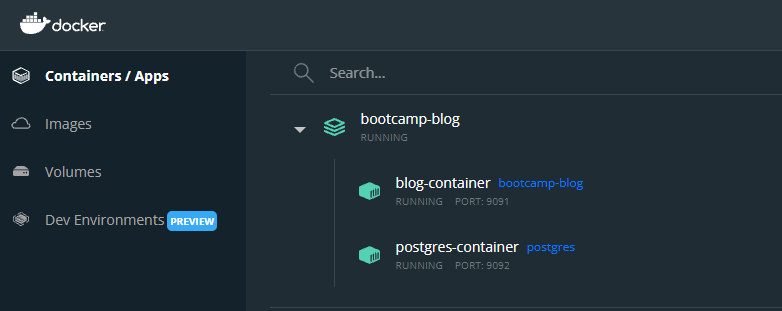 docker
Containers / Apps
Images
Volumes
Dev Environments PREVIEW
Search...
bootcamp-blog
RUNNING
blog-container bootcamp-blog
RUNNING PORT: 9091
postgres-container postgres
RUNNING PORT: 9092